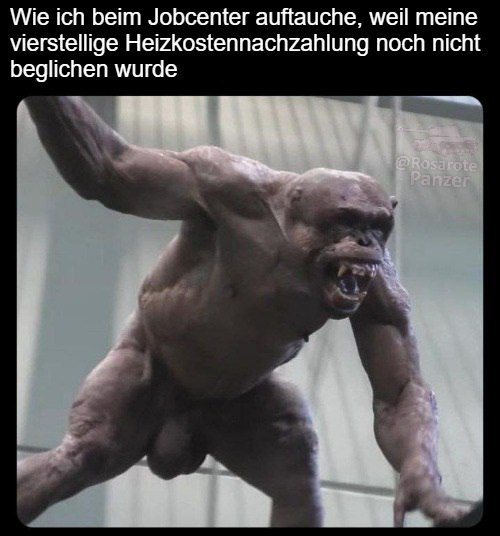 Wie ich beim Jobcenter auftauche, weil meine
vierstellige Heizkostennachzahlung noch nicht
beglichen wurde
@Rosarote
Panzer